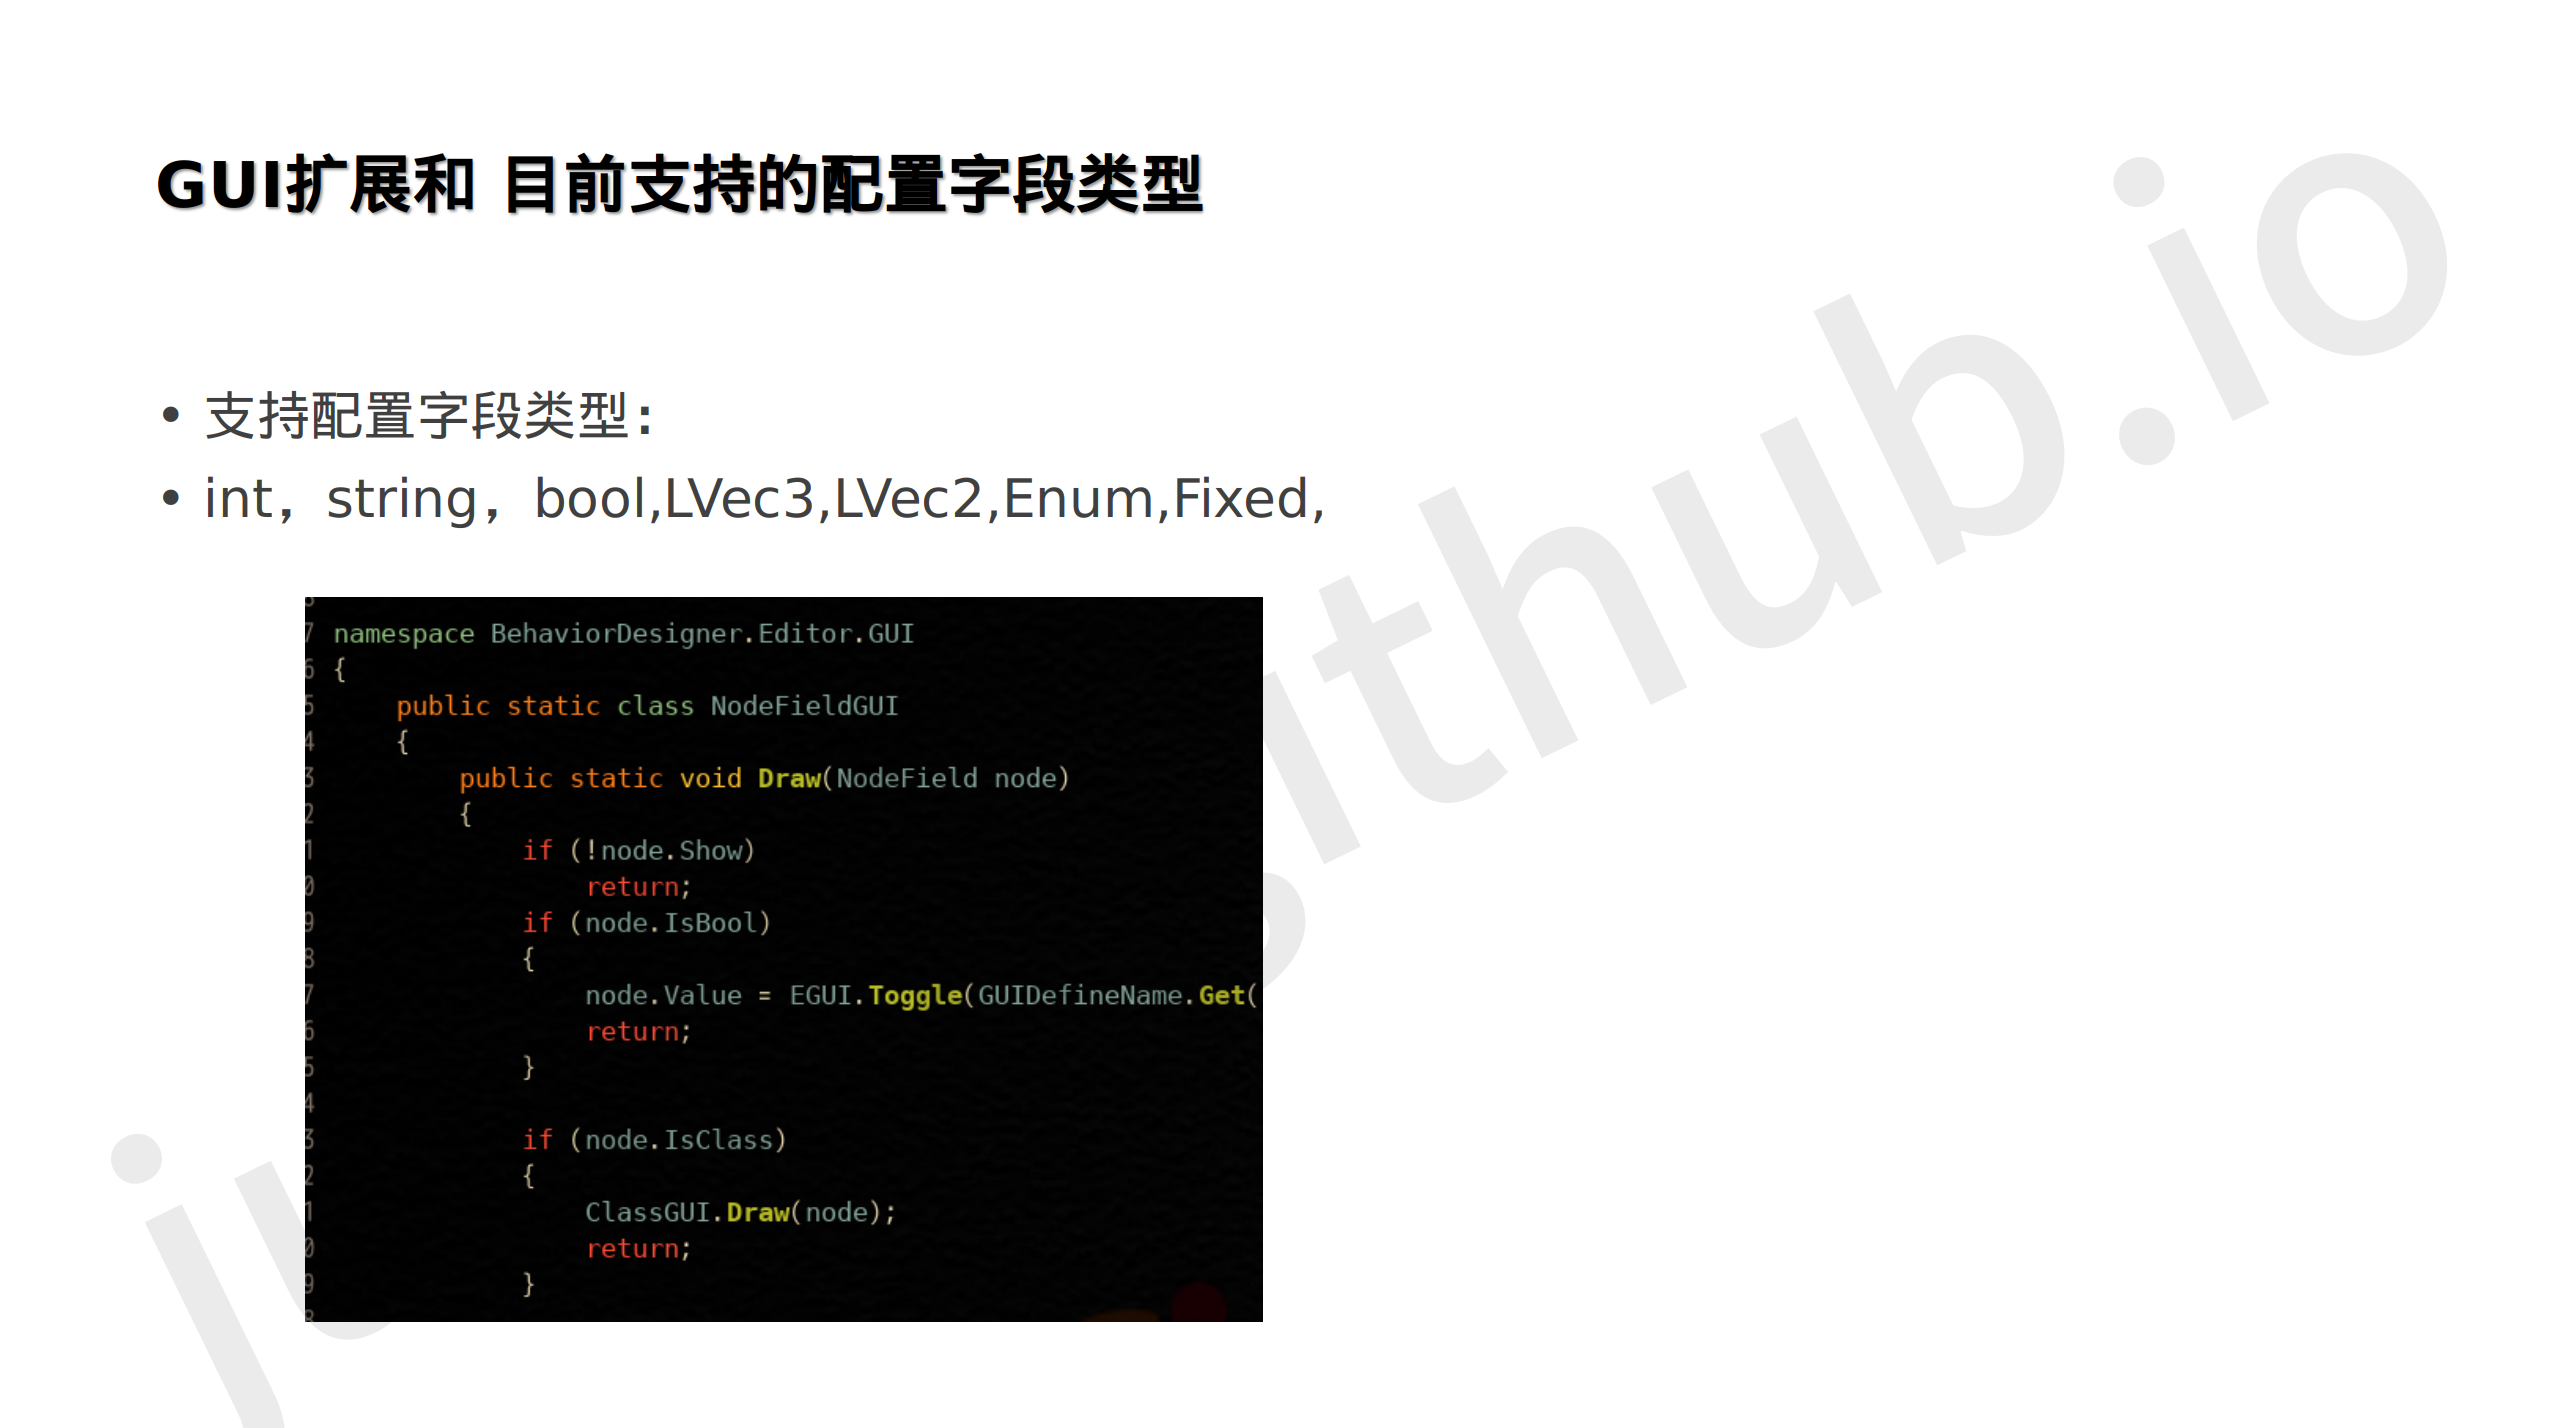 GUI扩展和 目前支持的配置字段类型
• 支持配置字段类型：
• int，string，bool,LVec3,LVec2,Enum,Fixed,
7 namespace BehaviorDesigner.Editor.GUI
6 {
5 public static class NodeFieldGUI
4 {
3 public static void Draw(NodeField node)
2 {
1 if (!node.Show)
0 return;
9 if (node.IsBool)
8 {
7 node.Value = EGUI.Toggle(GUIDefineName.Get(
6 return;
5 }
4
3 if (node.IsClass)
2 {
1 ClassGUI.Draw(node);
0 return;
9 }
8
ithub.io